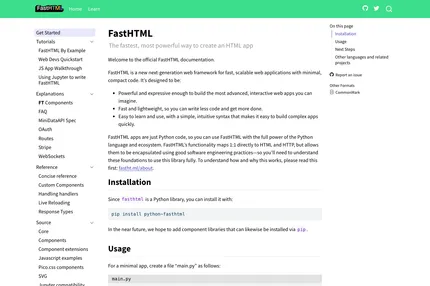 FastHTML
Home
Learn
Get Started
Tutorials
FastHTML By Example
Web Devs Quickstart
JS App Walkthrough
Using Jupyter to write
FastHTML
Explanations
FT Components
FAQ
MiniDataAPI Spec
OAuth
Routes
Stripe
WebSockets
Reference
Concise reference
Custom Components
Handling handlers
Live Reloading
Response Types
Source
Core
Components
Component extensions
Javascript examples
Pico.css components
SVG
Jupyter compatibility
FastHTML
The fastest, most powerful way to create an HTML app
Welcome to the official FastHTML documentation.
FastHTML is a new next-generation web framework for fast, scalable web applications with minimal,
compact code. It's designed to be:
Powerful and expressive enough to build the most advanced, interactive web apps you can
imagine.
Fast and lightweight, so you can write less code and get more done.
Easy to learn and use, with a simple, intuitive syntax that makes it easy to build complex apps
quickly.
FastHTML apps are just Python code, so you can use FastHTML with the full power of the Python
language and ecosystem. FastHTML's functionality maps 1:1 directly to HTML and HTTP, but allows
them to be encapsulated using good software engineering practices—so you'll need to understand
these foundations to use this library fully. To understand how and why this works, please read this
first: fastht.ml/about.
Installation
Since fasthtml is a Python library, you can install it with:
pip install python-fasthtml
In the near future, we hope to add components that can likewise be installed via pip.
Usage
For a minimal app, create a file "main.py" as follows:
main.py
On this page
Installation
Usage
Next Steps
Other languages and related
projects
Report an issue
Other Formats
CommonMark